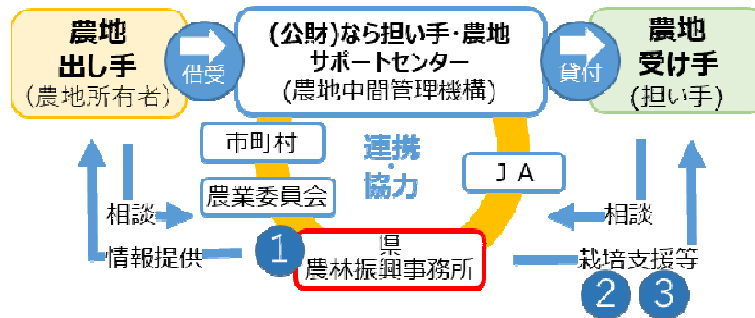 農地
出し手
(農地所有者)
借受
(公財)なら担い手・農地
サポートセンター
(農地中間管理機構)
貸付
農地
受け手
(担い手)
市町村
農業委員会
連携・
協力
ＪＡ
相談
情報提供
1
県
農林振興事務所
相談
栽培支援等
2 3